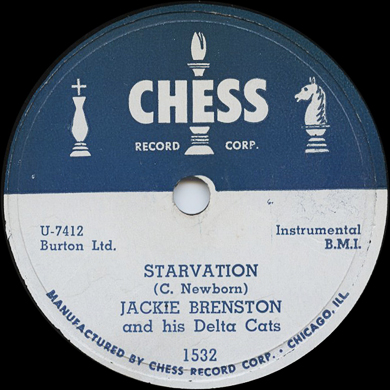 CHESS
RECORD CORP.
U-7412
Burton Ltd.
Instrumental
B.M.I.
STARVATION
(C. Newborn)
JACKIE BRENSTON
and his Delta Cats
1532
MANUFACTURED BY CHESS RECORD CORP. · CHICAGO, ILL.